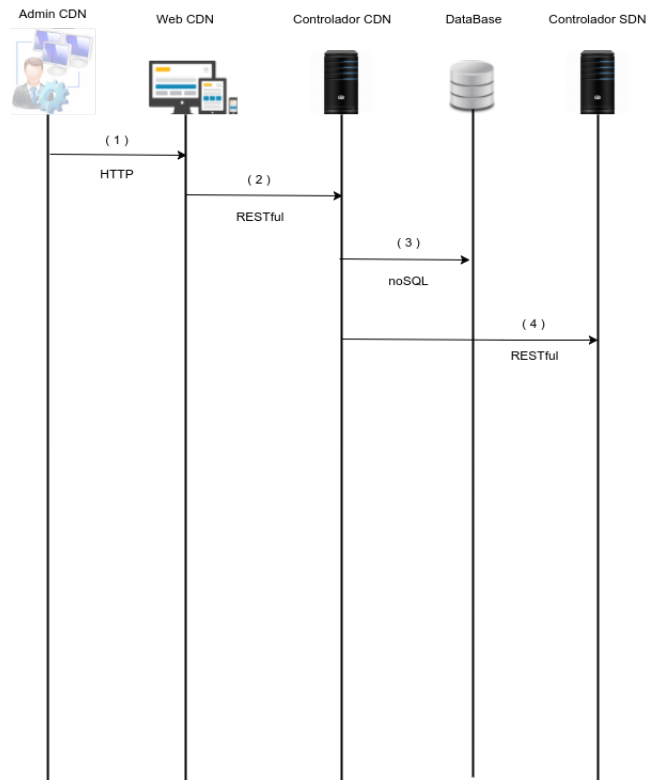 Admin CDN
Web CDN
Controlador CDN
DataBase
Controlador SDN
( 1 )
HTTP
( 2 )
RESTful
( 3 )
noSQL
( 4 )
RESTful